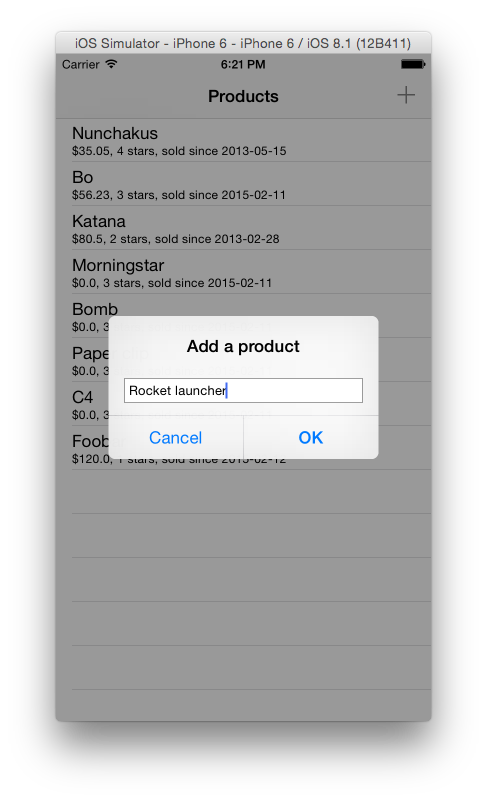 iOS Simulator - iPhone 6 - iPhone 6 / iOS 8.1 (12B411)
Carrier 6:21 PM
Products
Nunchakus
$35.05, 4 stars, sold since 2013-05-15
Bo
$56.23, 3 stars, sold since 2015-02-11
Katana
$80.5, 2 stars, sold since 2013-02-28
Morningstar
$0.0, 3 stars, sold since 2015-02-11
Bomb
$0.0, 3
Add a product
$0.0, 3
Rocket launcher
C4
$0.0, 3
Cancel OK
$120.0, 1 stars, sold since 2015-02-12